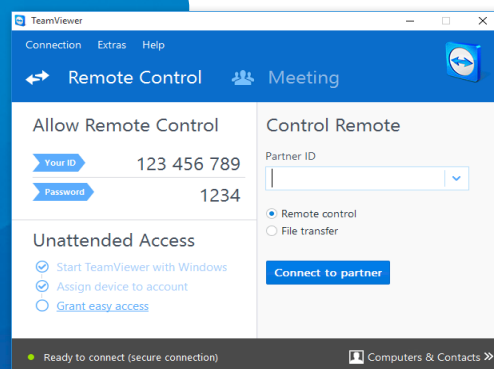 TeamViewer
Connection Extras Help
Remote Control Meeting
Allow Remote Control
Your ID 123 456 789
Password 1234
Unattended Access
Start TeamViewer with Windows
Assign device to account
Grant easy access
Control Remote
Partner ID
Remote control
File transfer
Connect to partner
Ready to connect (secure connection)
Computers & Contacts